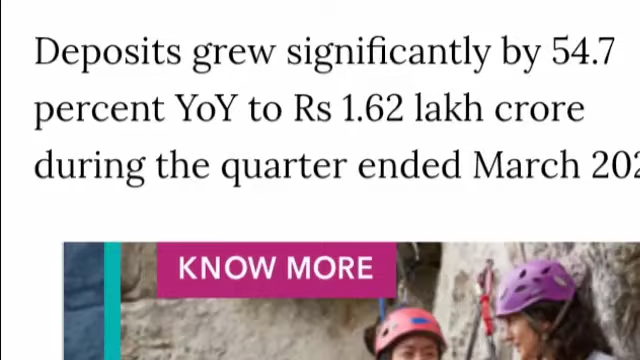 Deposits grew significantly by 54.7
percent YoY to Rs 1.62 lakh crore
during the quarter ended March
KNOW MORE